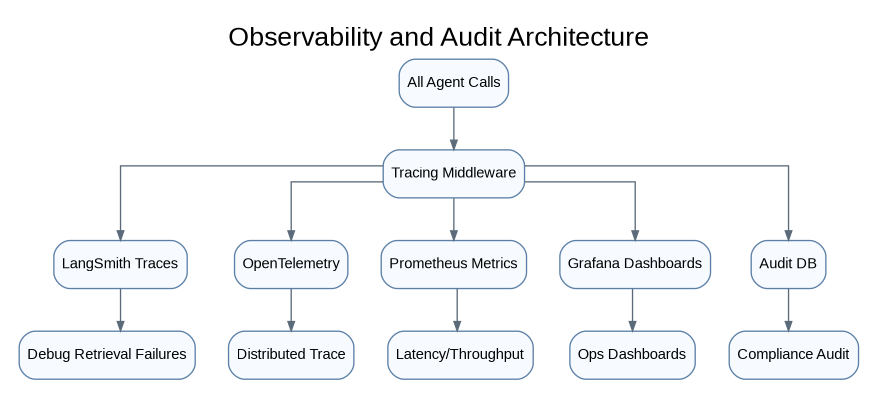 Observability and Audit Architecture
All Agent Calls
Tracing Middleware
LangSmith Traces
OpenTelemetry
Prometheus Metrics
Grafana Dashboards
Audit DB
Debug Retrieval Failures
Distributed Trace
Latency/Throughput
Ops Dashboards
Compliance Audit